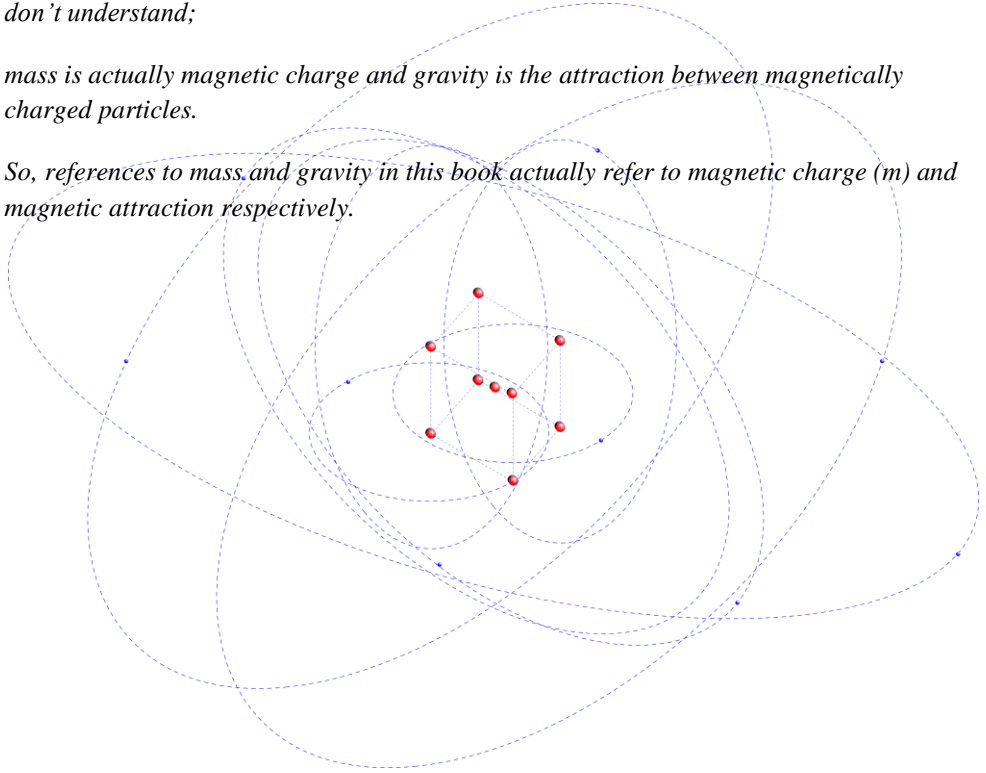 don’t understand;
mass is actually magnetic charge and gravity is the attraction between magnetically
charged particles.
So, references to mass and gravity in this book actually refer to magnetic charge (m) and
magnetic attraction respectively.